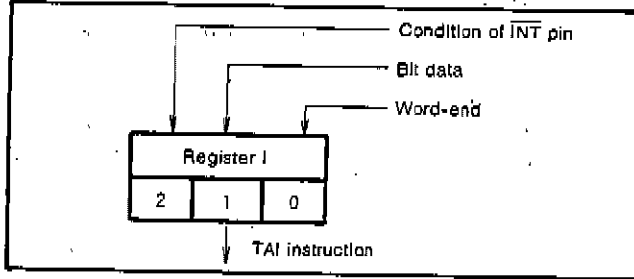 Condition of INT pin
Bit data
Word-end
Register I
2 1 0
TAI instruction